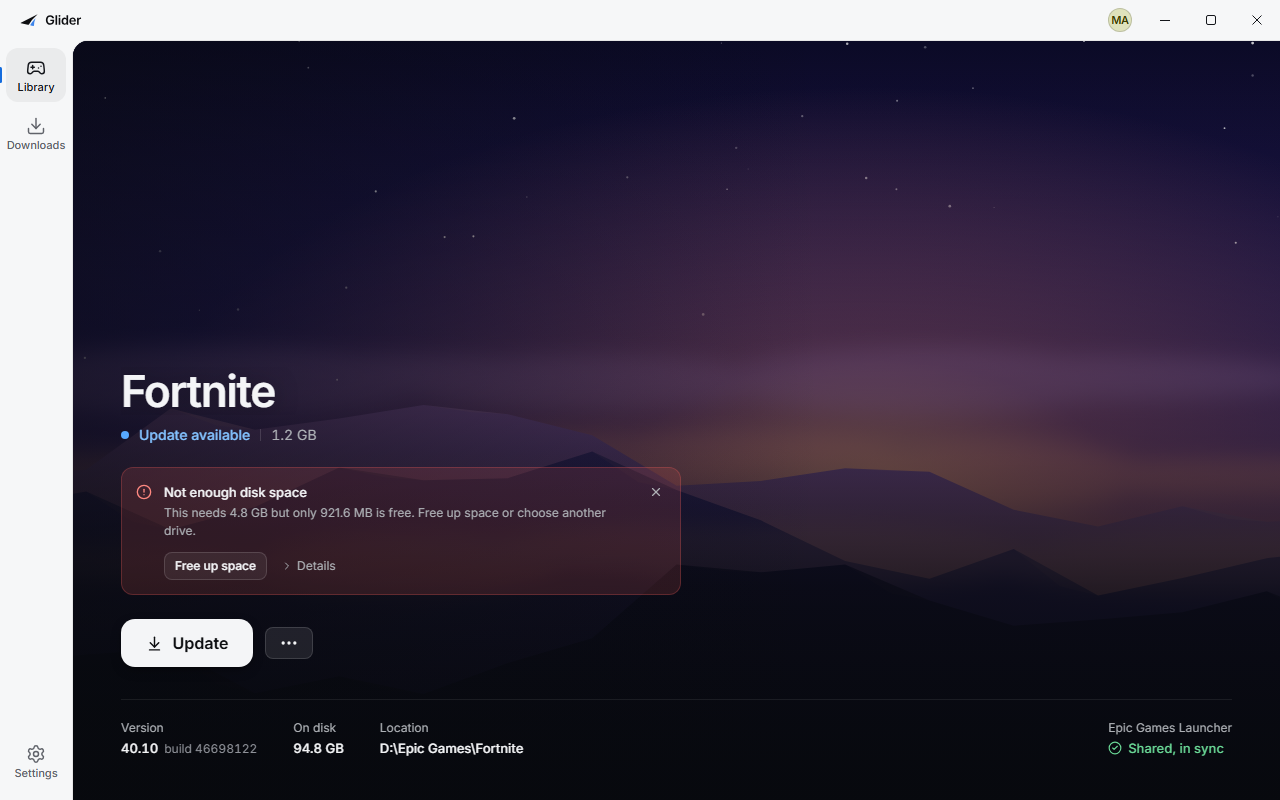 Glider
MA
Library
Downloads
Fortnite
Update available
1.2 GB
Not enough disk space
This needs 4.8 GB but only 921.6 MB is free. Free up space or choose another
drive.
Free up space
Details
Update
Version
40.10 build 46698122
On disk
94.8 GB
Location
D:\Epic Games\Fortnite
Epic Games Launcher
Shared, in sync
Settings